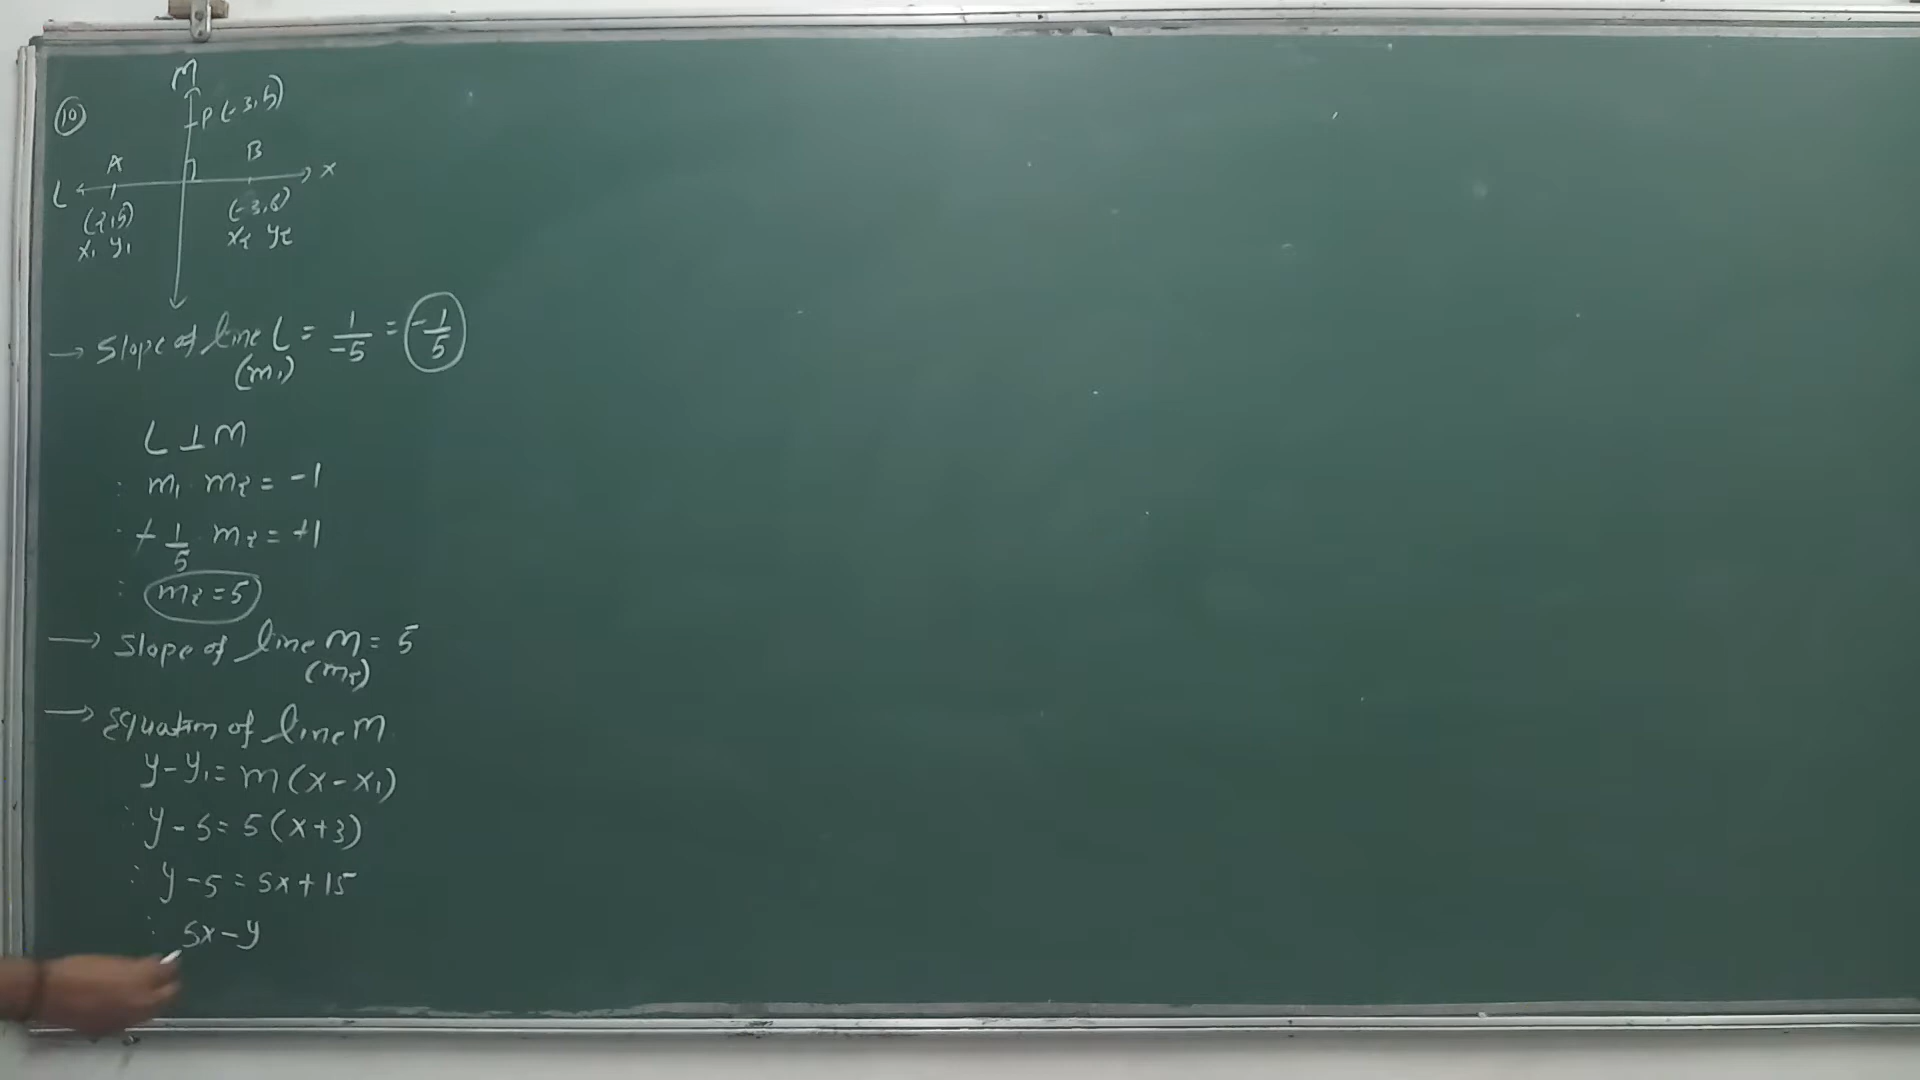 M
⑩ P(-3,5)
A B
L X
(2,5) (-3,6)
x₁ y₁ x₂ y₂
→ Slope of line L = 1/-5 = -1/5
(m₁)
L ⊥ M
: m₁ · m₂ = -1
∴ + 1/5 · m₂ = +1
: m₂ = 5
→ Slope of line M = 5
(m₂)
→ Equation of line M
y - y₁ = m(x - x₁)
∴ y - 5 = 5(x+3)
: y - 5 = 5x + 15
: 5x - y